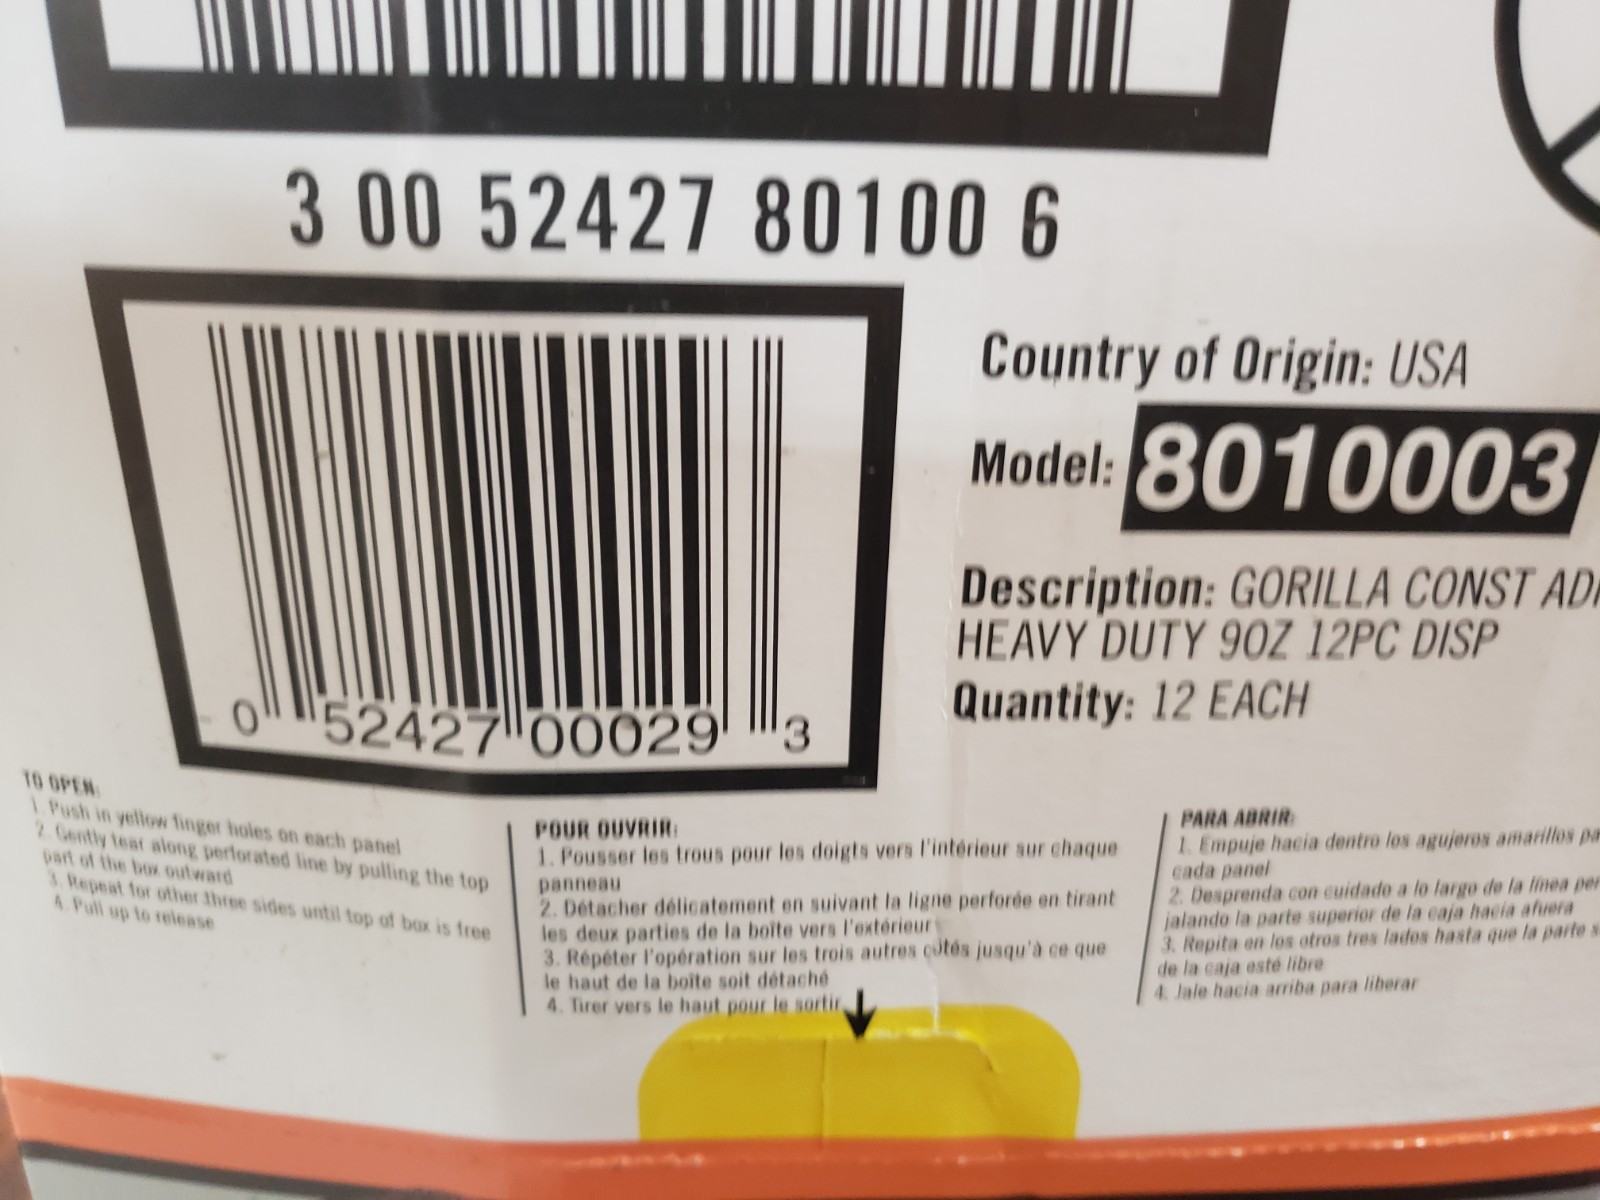 3 00 52427 80100 6
0 52427 00029 3
Country of Origin: USA
Model: 8010003
Description: GORILLA CONST
HEAVY DUTY 9OZ 12PC DISP
Quantity: 12 EACH
TO OPEN:
1. Push in yellow finger holes on each panel
2. Gently tear along perforated line by pulling the top
part of the box outward
3. Repeat for other three sides until top of box is free
4. Pull up to release
POUR OUVRIR:
1. Pousser les trous pour les doigts vers l'intérieur sur chaque
panneau
2. Détacher délicatement en suivant la ligne perforée en tirant
les deux parties de la boîte vers l'extérieur
3. Répéter l'opération sur les trois autres côtés jusqu'à ce que
le haut de la boîte soit détaché
4. Tirer vers le haut pour le sortir
PARA ABRIR:
1. Empuje hacia dentro los agujeros amarillos
cada panel
2. Desprenda con cuidado a lo largo de la línea
jalando la parte superior de la caja hacia afuera
3. Repita en los otros tres lados hasta que la parte
de la caja esté libre
4. Jale hacia arriba para liberar